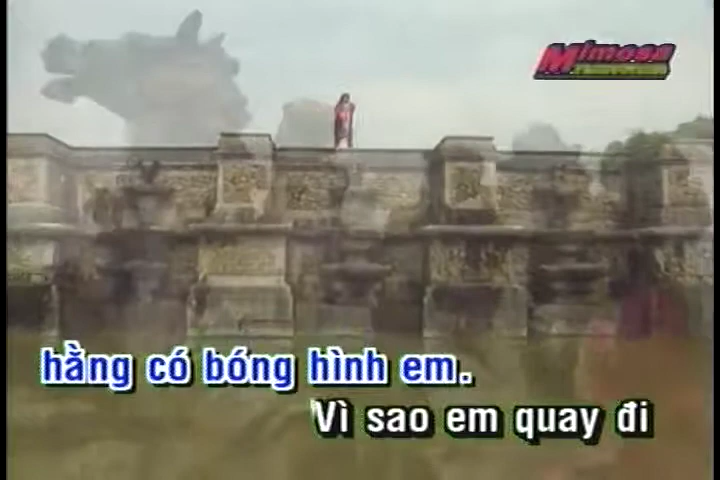 Mimosa
hằng có bóng hình em.
Vì sao em quay đi